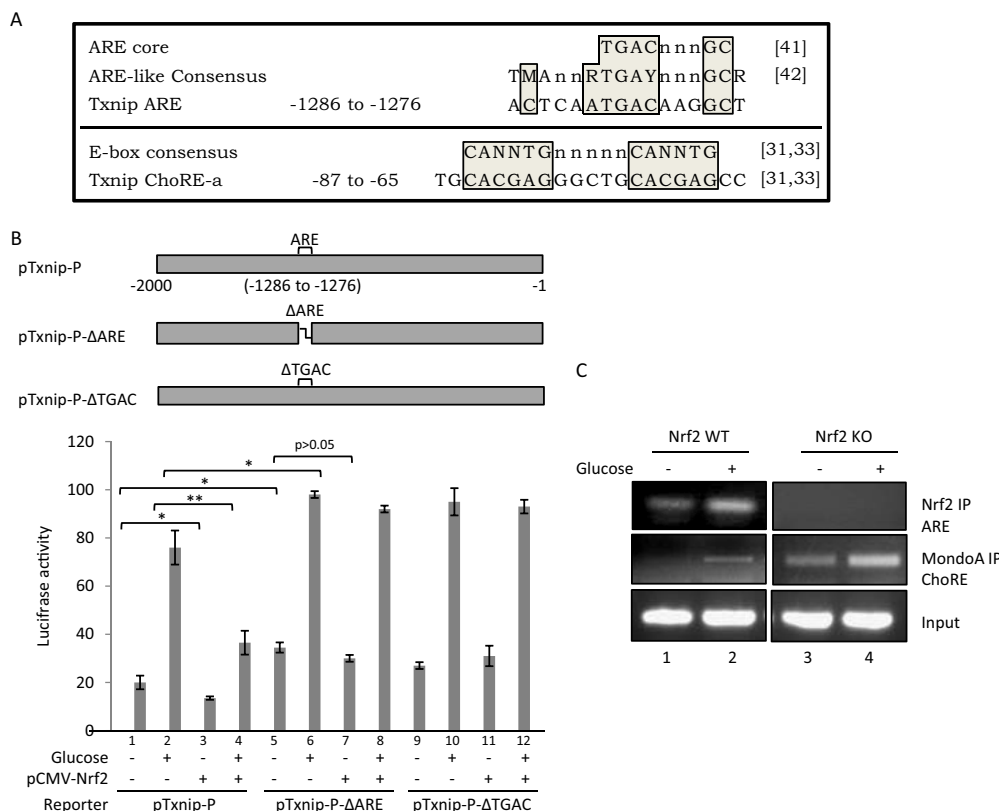 A
ARE core TGACnnnGC [41]
ARE-like Consensus TMAnnRTGAYnnnGCR [42]
Txnip ARE -1286 to -1276 ACTCAATGACAAGGCT
E-box consensus CANNTGnnnnnCANNTG [31,33]
Txnip ChoRE-a -87 to -65 TGCACGAGGGCTGCACGAGCC [31,33]
B
ARE
pTxnip-P
-2000 (-1286 to -1276) -1
ΔARE
pTxnip-P-ΔARE
ΔTGAC
pTxnip-P-ΔTGAC
Lucifrase activity
120
100
80
60
40
20
0
p>0.05
*
*
**
*
1 2 3 4 5 6 7 8 9 10 11 12
Glucose - + - + - + - + - + - +
pCMV-Nrf2 - - + + - - + + - - + +
Reporter pTxnip-P pTxnip-P-ΔARE pTxnip-P-ΔTGAC
C
Nrf2 WT Nrf2 KO
Glucose - + - +
Nrf2 IP
ARE
MondoA IP
ChoRE
Input
1 2 3 4